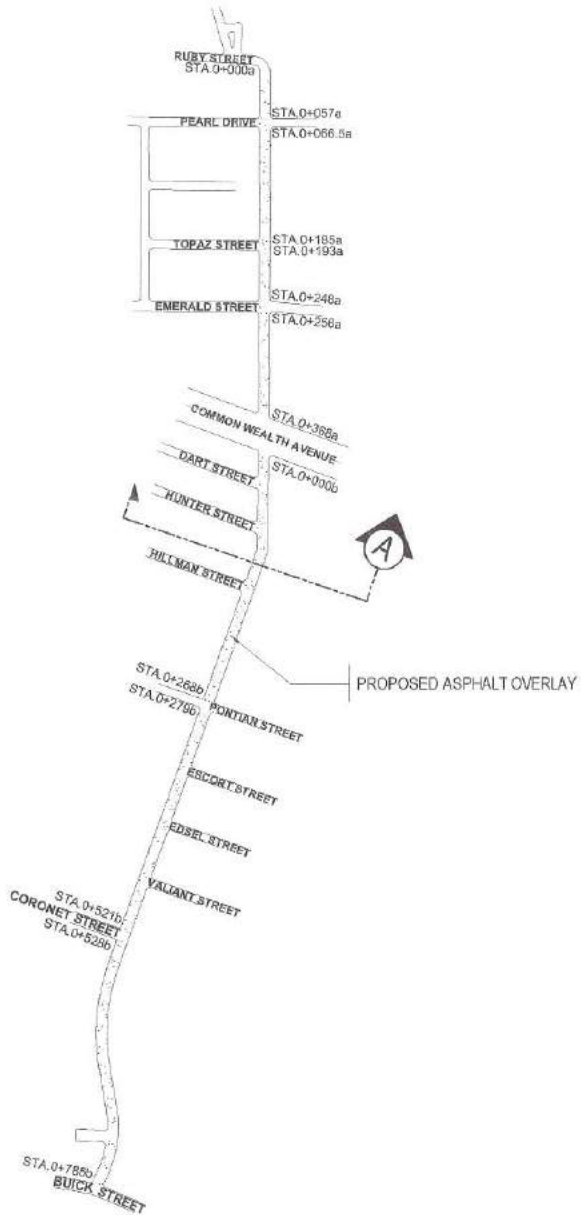 RUBY STREET
STA.0+000a
STA.0+057a
PEARL DRIVE
STA.0+066.5a
STA.0+185a
TOPAZ STREET
STA.0+193a
STA.0+248a
EMERALD STREET
STA.0+256a
STA.0+368a
COMMON WEALTH AVENUE
STA.0+000b
DART STREET
HUNTER STREET
A
HILLMAN STREET
STA.0+268b
PROPOSED ASPHALT OVERLAY
STA.0+279b
PONTIAN STREET
ESCORT STREET
EDSEL STREET
VALIANT STREET
STA.0+521b
CORONET STREET
STA.0+528b
STA.0+785b
BUICK STREET